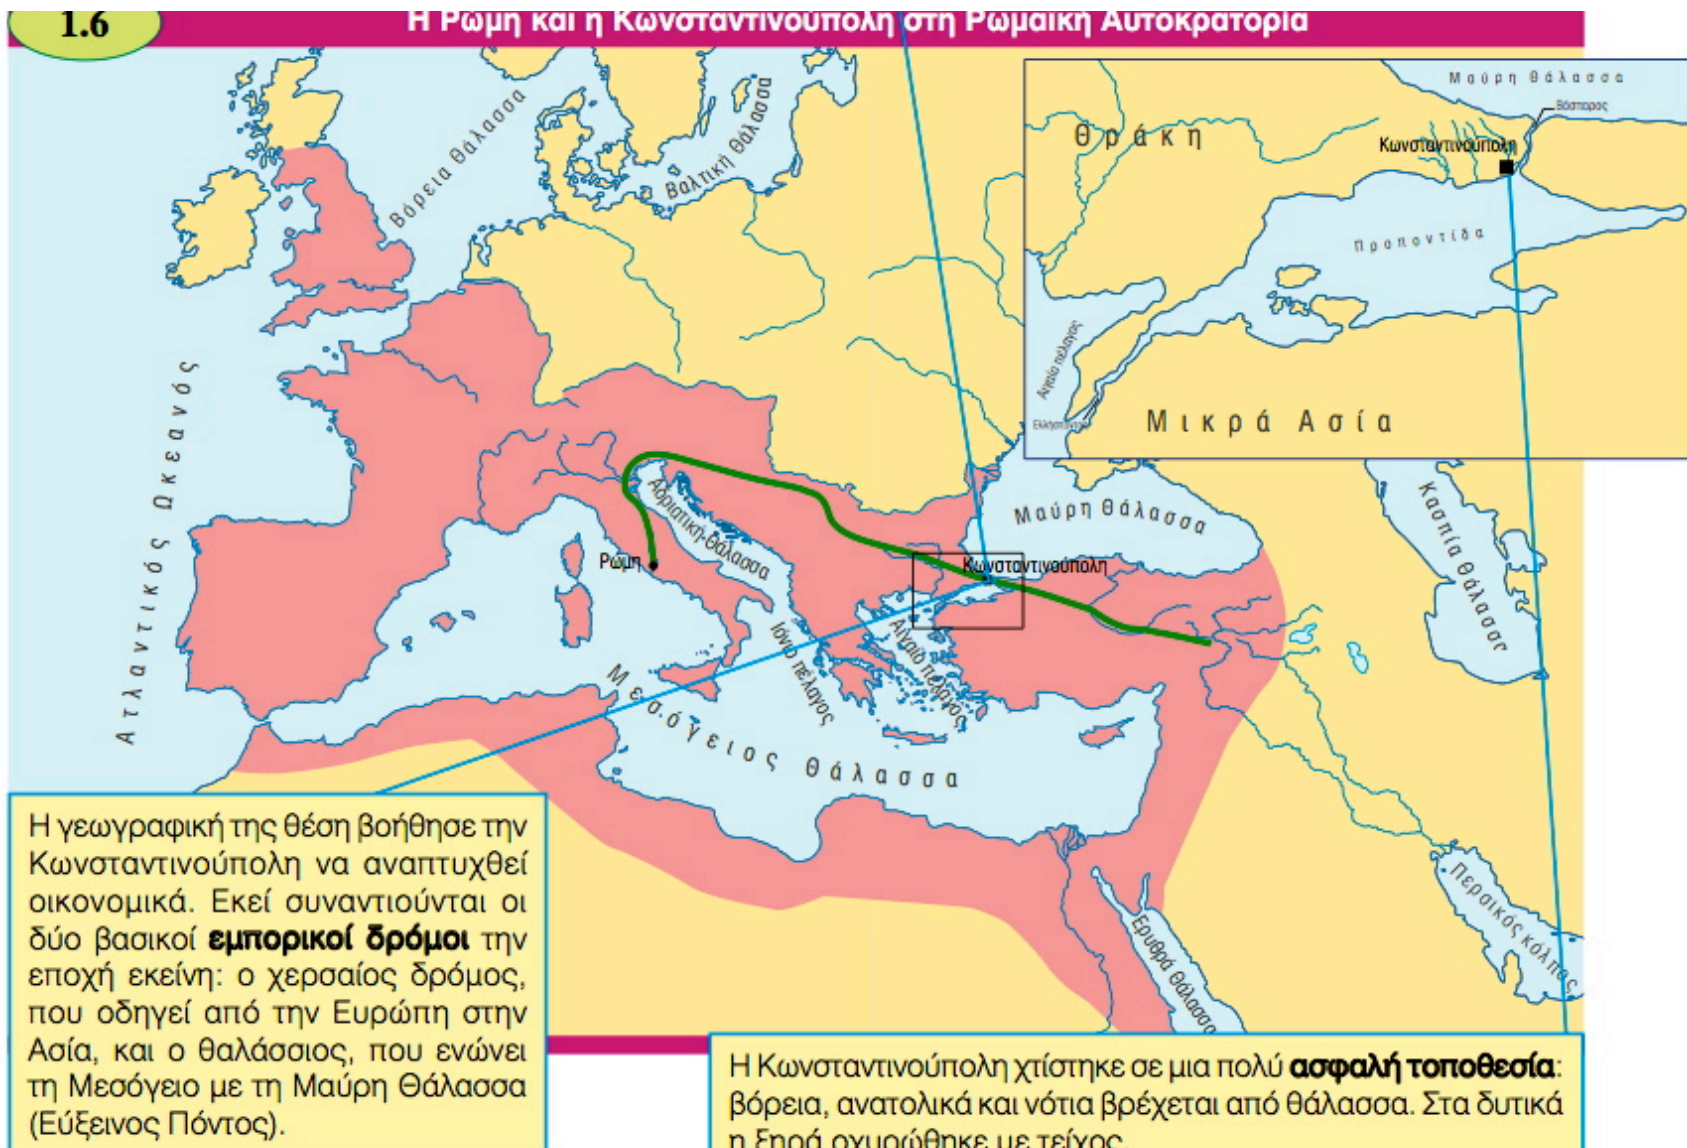 1.6
Η Ρώμη και η Κωνσταντινούπολη στη Ρωμαϊκή Αυτοκρατορία
Μαύρη Θάλασσα
Βόσπορος
Θράκη
Κωνσταντινούπολη
Προποντίδα
Αιγαίο πέλαγος
Ελλήσποντος
Μικρά Ασία
Βόρεια Θάλασσα
Βαλτική Θάλασσα
Ατλαντικός Ωκεανός
Αδριατική Θάλασσα
Μαύρη Θάλασσα
Κασπία Θάλασσα
Ρώμη
Κωνσταντινούπολη
Ιόνιο πέλαγος
Αιγαίο πέλαγος
Μεσόγειος Θάλασσα
Ερυθρά Θάλασσα
Περσικός κόλπος
Η γεωγραφική της θέση βοήθησε την
Κωνσταντινούπολη να αναπτυχθεί
οικονομικά. Εκεί συναντιούνται οι
δύο βασικοί εμπορικοί δρόμοι την
εποχή εκείνη: ο χερσαίος δρόμος,
που οδηγεί από την Ευρώπη στην
Ασία, και ο θαλάσσιος, που ενώνει
τη Μεσόγειο με τη Μαύρη Θάλασσα
(Εύξεινος Πόντος).
Η Κωνσταντινούπολη χτίστηκε σε μια πολύ ασφαλή τοποθεσία:
βόρεια, ανατολικά και νότια βρέχεται από θάλασσα. Στα δυτικά
η ξηρά οχυρώθηκε με τείχος.